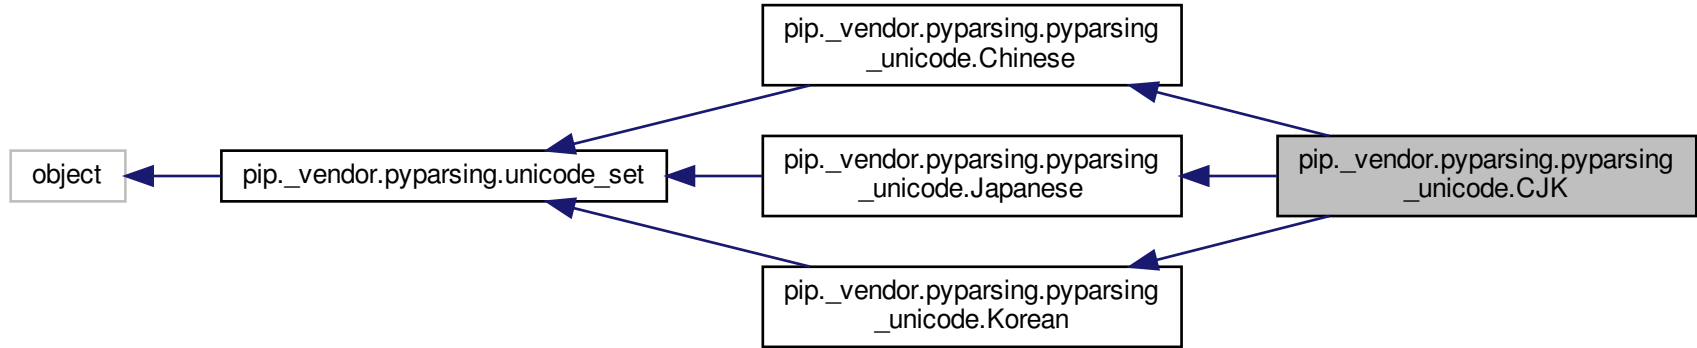 object
pip._vendor.pyparsing.unicode_set
pip._vendor.pyparsing.pyparsing
_unicode.Chinese
pip._vendor.pyparsing.pyparsing
_unicode.Japanese
pip._vendor.pyparsing.pyparsing
_unicode.Korean
pip._vendor.pyparsing.pyparsing
_unicode.CJK